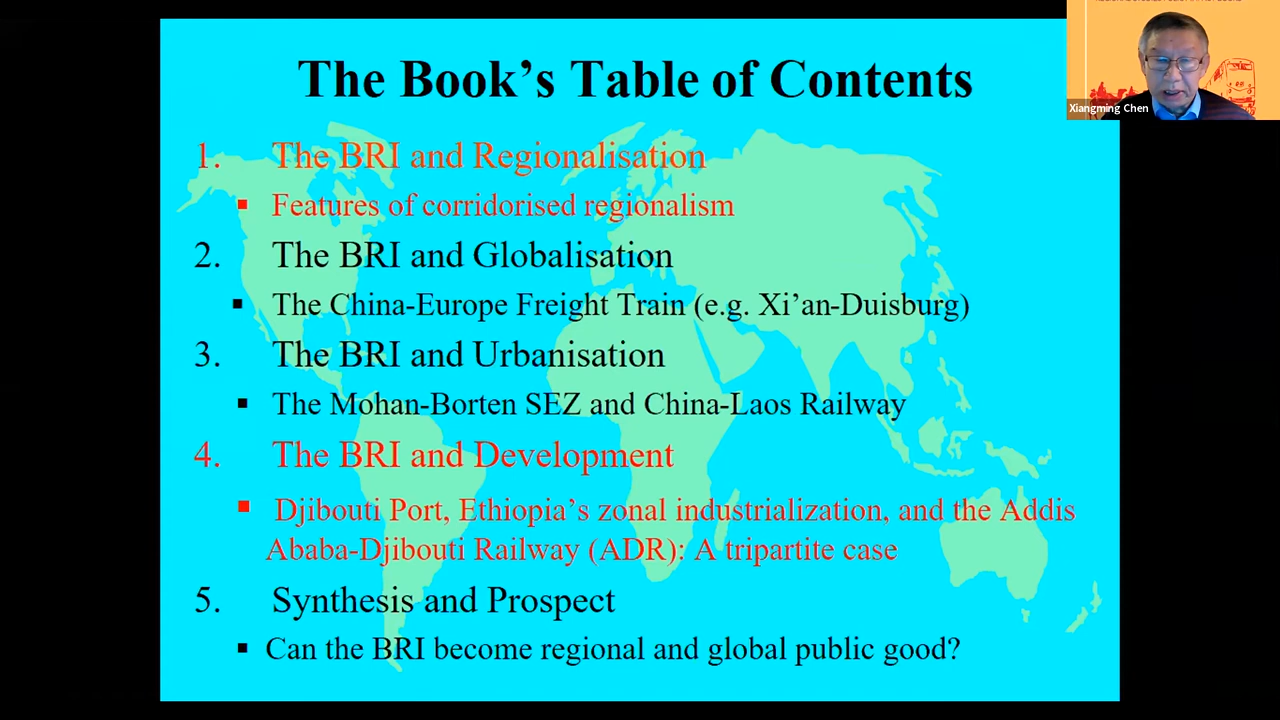 The Book's Table of Contents
1. The BRI and Regionalisation
▪ Features of corridorised regionalism
2. The BRI and Globalisation
▪ The China-Europe Freight Train (e.g. Xi'an-Duisburg)
3. The BRI and Urbanisation
▪ The Mohan-Borten SEZ and China-Laos Railway
4. The BRI and Development
▪ Djibouti Port, Ethiopia's zonal industrialization, and the Addis
Ababa-Djibouti Railway (ADR): A tripartite case
5. Synthesis and Prospect
▪ Can the BRI become regional and global public good?
Xiangming Chen